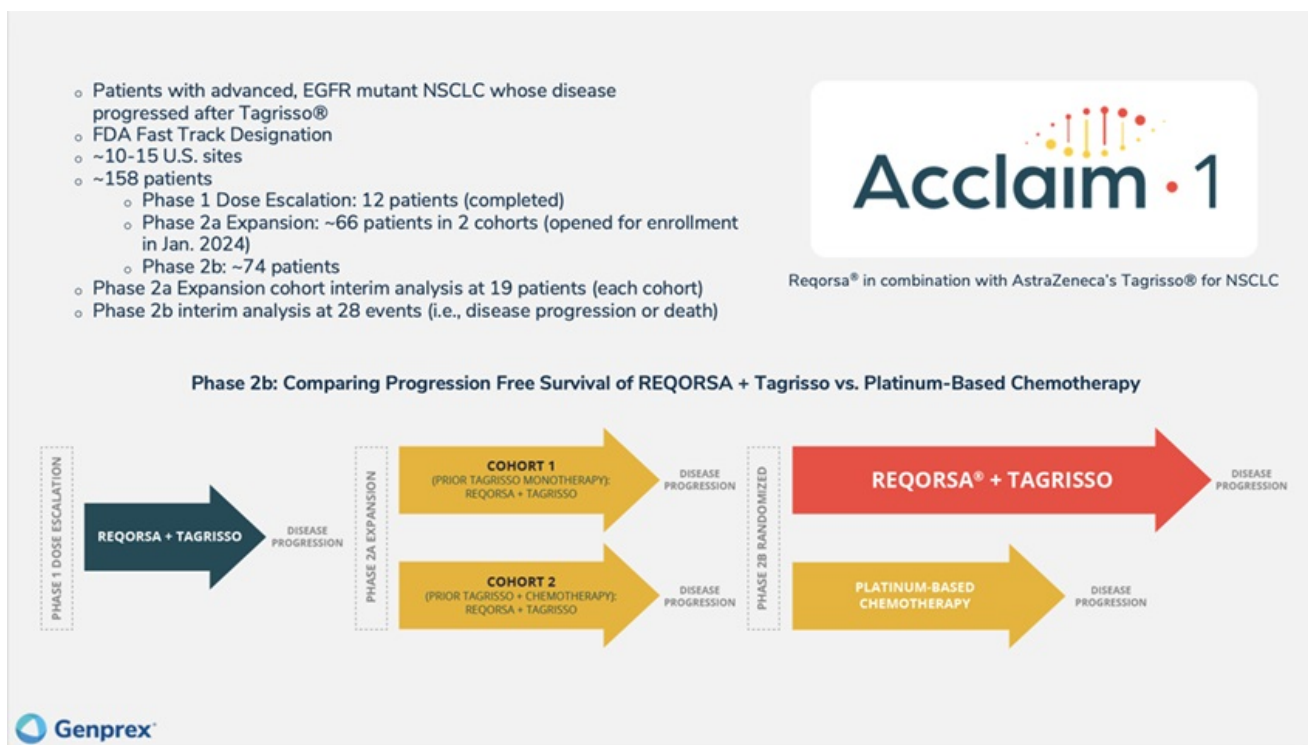 ○ Patients with advanced, EGFR mutant NSCLC whose disease
progressed after Tagrisso®
○ FDA Fast Track Designation
○ ~10-15 U.S. sites
○ ~158 patients
○ Phase 1 Dose Escalation: 12 patients (completed)
○ Phase 2a Expansion: ~66 patients in 2 cohorts (opened for enrollment
in Jan. 2024)
○ Phase 2b: ~74 patients
○ Phase 2a Expansion cohort interim analysis at 19 patients (each cohort)
○ Phase 2b interim analysis at 28 events (i.e., disease progression or death)
Acclaim · 1
Reqorsa® in combination with AstraZeneca's Tagrisso® for NSCLC
Phase 2b: Comparing Progression Free Survival of REQORSA + Tagrisso vs. Platinum-Based Chemotherapy
PHASE 1 DOSE ESCALATION
REQORSA + TAGRISSO
DISEASE
PROGRESSION
PHASE 2A EXPANSION
COHORT 1
(PRIOR TAGRISSO MONOTHERAPY):
REQORSA + TAGRISSO
DISEASE
PROGRESSION
COHORT 2
(PRIOR TAGRISSO + CHEMOTHERAPY):
REQORSA + TAGRISSO
DISEASE
PROGRESSION
PHASE 2B RANDOMIZED
REQORSA® + TAGRISSO
DISEASE
PROGRESSION
PLATINUM-BASED
CHEMOTHERAPY
DISEASE
PROGRESSION
Genprex